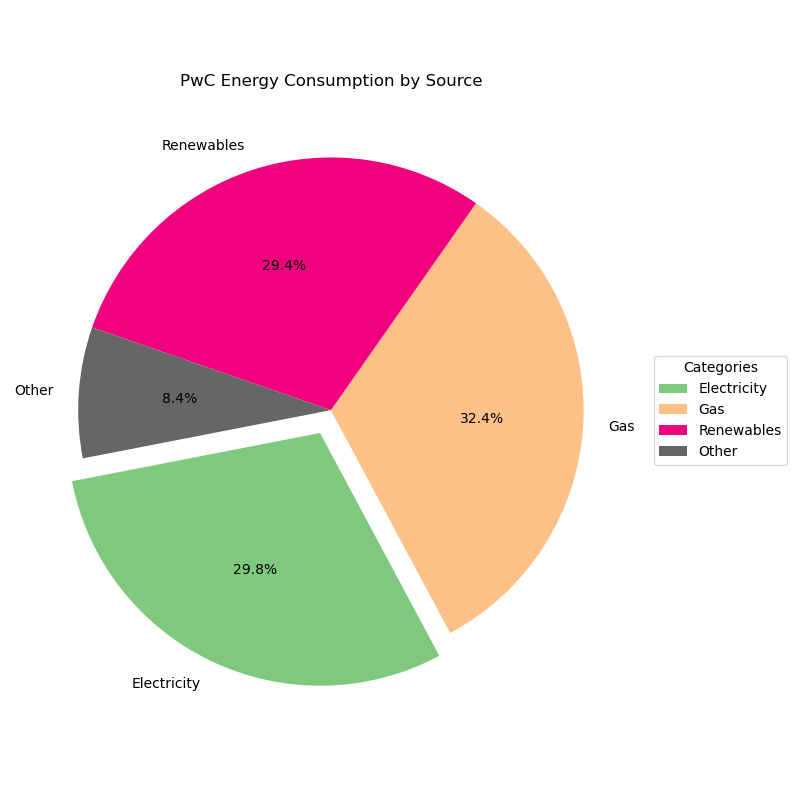 PwC Energy Consumption by Source
Renewables
29.4%
Other
8.4%
Gas
32.4%
29.8%
Electricity
Categories
Electricity
Gas
Renewables
Other